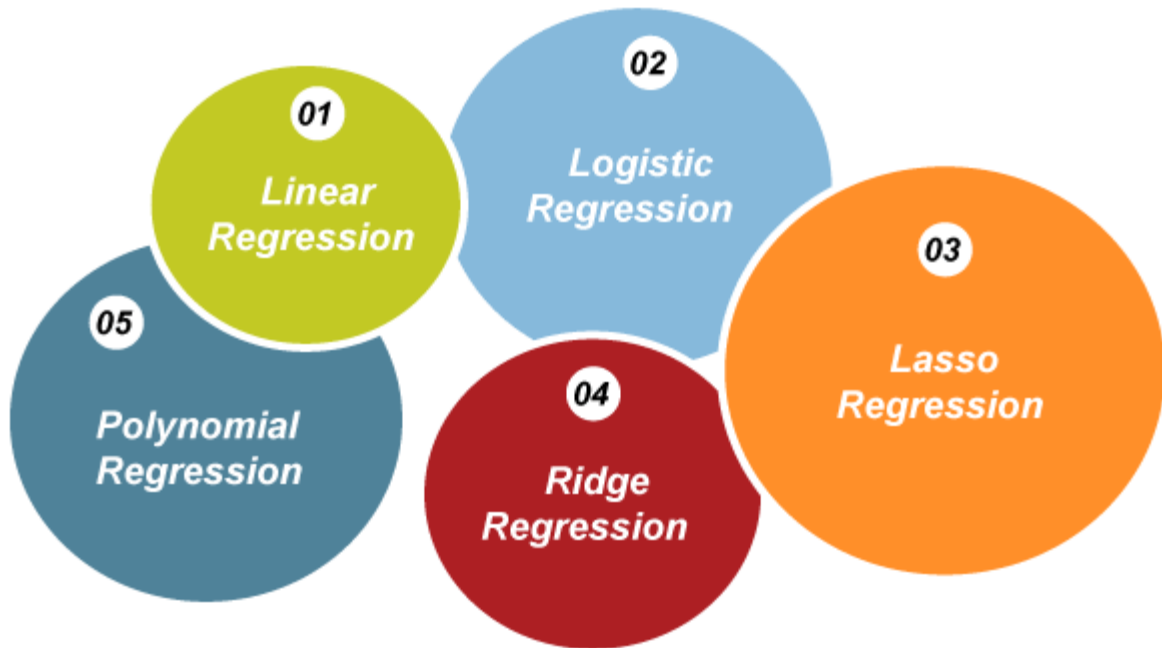 01
Linear
Regression
02
Logistic
Regression
03
Lasso
Regression
04
Ridge
Regression
05
Polynomial
Regression